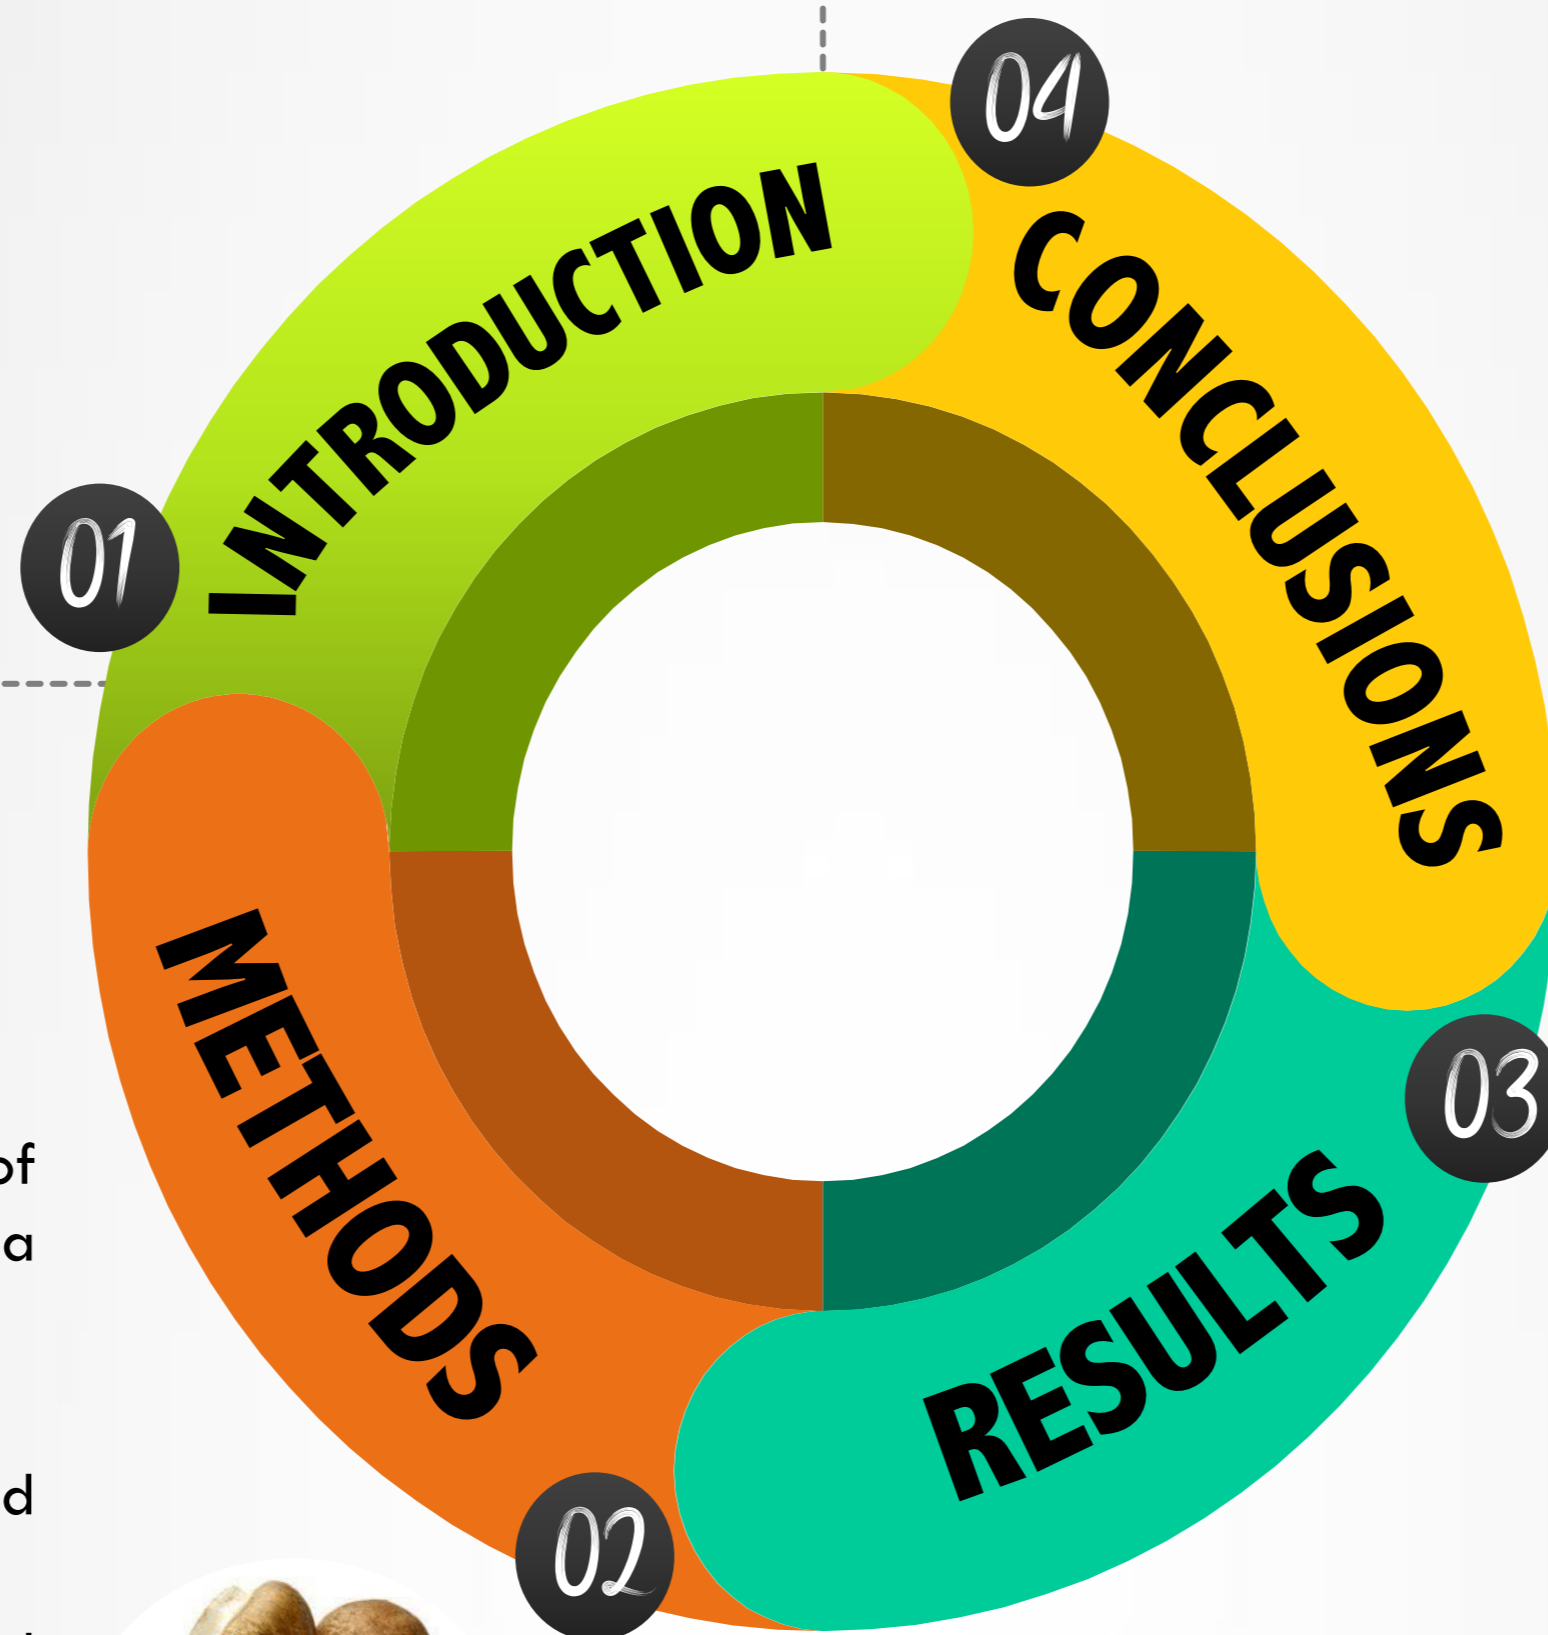 01
INTRODUCTION
02
METHODS
03
RESULTS
04
CONCLUSIONS
of
a
d